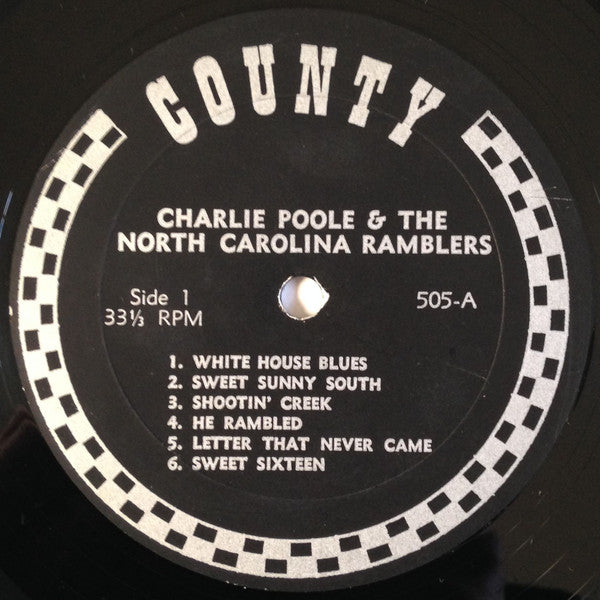 COUNTY
CHARLIE POOLE & THE
NORTH CAROLINA RAMBLERS
Side 1
33⅓ RPM
505-A
1. WHITE HOUSE BLUES
2. SWEET SUNNY SOUTH
3. SHOOTIN' CREEK
4. HE RAMBLED
5. LETTER THAT NEVER CAME
6. SWEET SIXTEEN